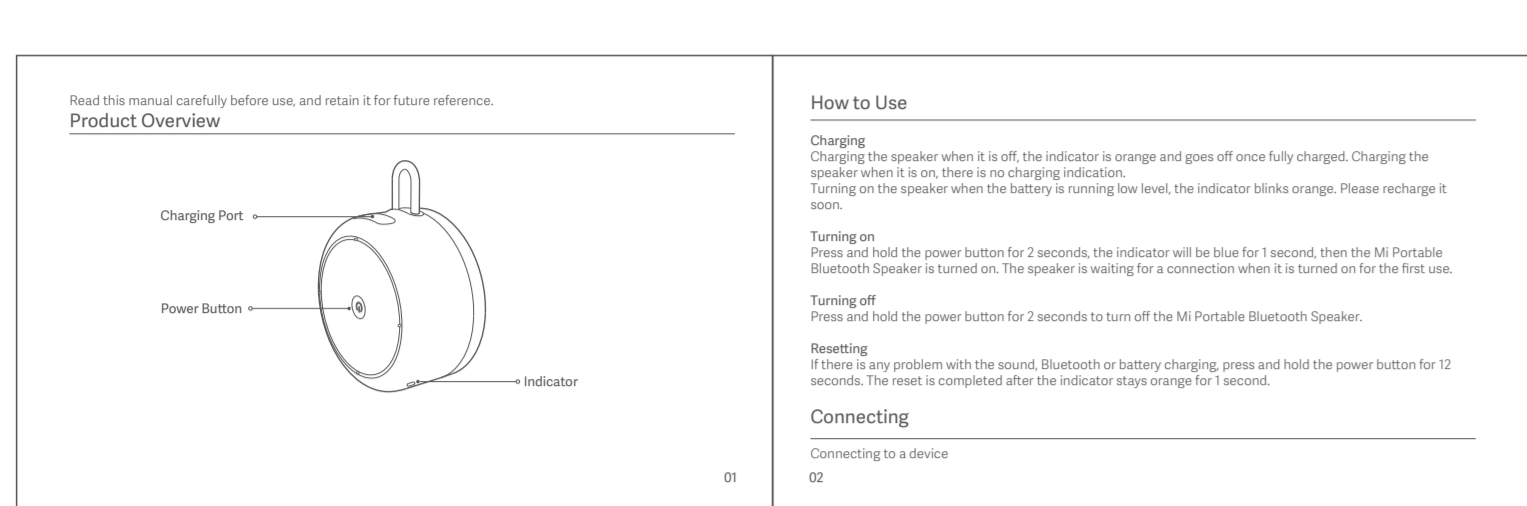 Read this manual carefully before use, and retain it for future reference.
Product Overview
Charging Port
Power Button
Indicator
01
How to Use
Charging
Charging the speaker when it is off, the indicator is orange and goes off once fully charged. Charging the
speaker when it is on, there is no charging indication.
Turning on the speaker when the battery is running low level, the indicator blinks orange. Please recharge it
soon.
Turning on
Press and hold the power button for 2 seconds, the indicator will be blue for 1 second, then the Mi Portable
Bluetooth Speaker is turned on. The speaker is waiting for a connection when it is turned on for the first use.
Turning off
Press and hold the power button for 2 seconds to turn off the Mi Portable Bluetooth Speaker.
Resetting
If there is any problem with the sound, Bluetooth or battery charging, press and hold the power button for 12
seconds. The reset is completed after the indicator stays orange for 1 second.
Connecting
Connecting to a device
02